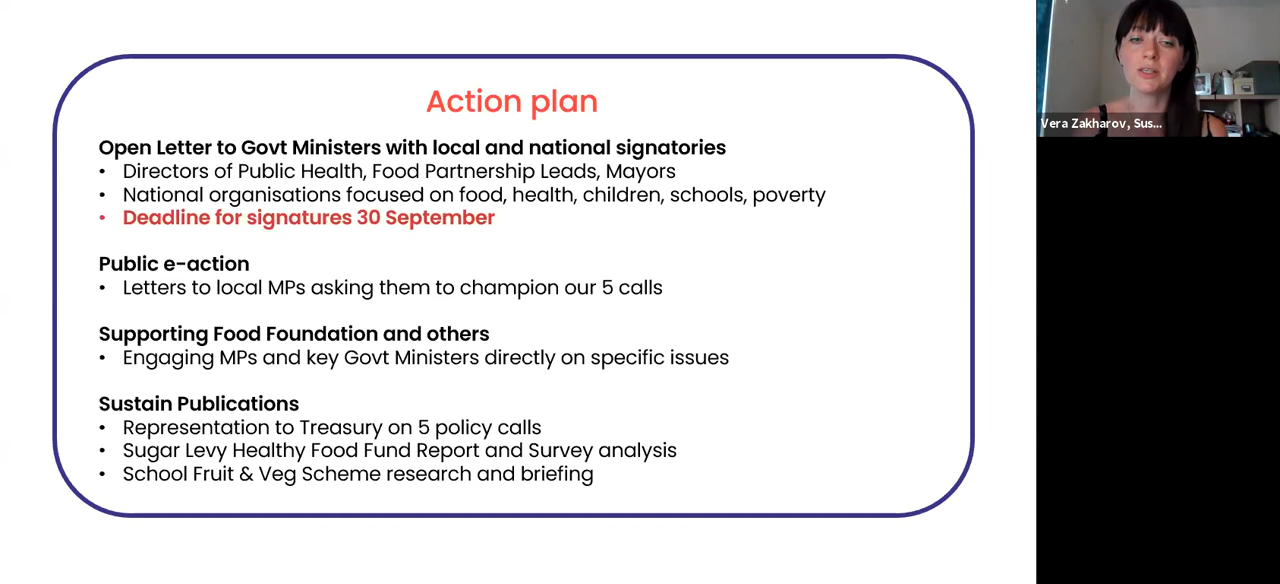 Action plan
Open Letter to Govt Ministers with local and national signatories
• Directors of Public Health, Food Partnership Leads, Mayors
• National organisations focused on food, health, children, schools, poverty
• Deadline for signatures 30 September
Public e-action
• Letters to local MPs asking them to champion our 5 calls
Supporting Food Foundation and others
• Engaging MPs and key Govt Ministers directly on specific issues
Sustain Publications
• Representation to Treasury on 5 policy calls
• Sugar Levy Healthy Food Fund Report and Survey analysis
• School Fruit & Veg Scheme research and briefing
Vera Zakharov, Sus...